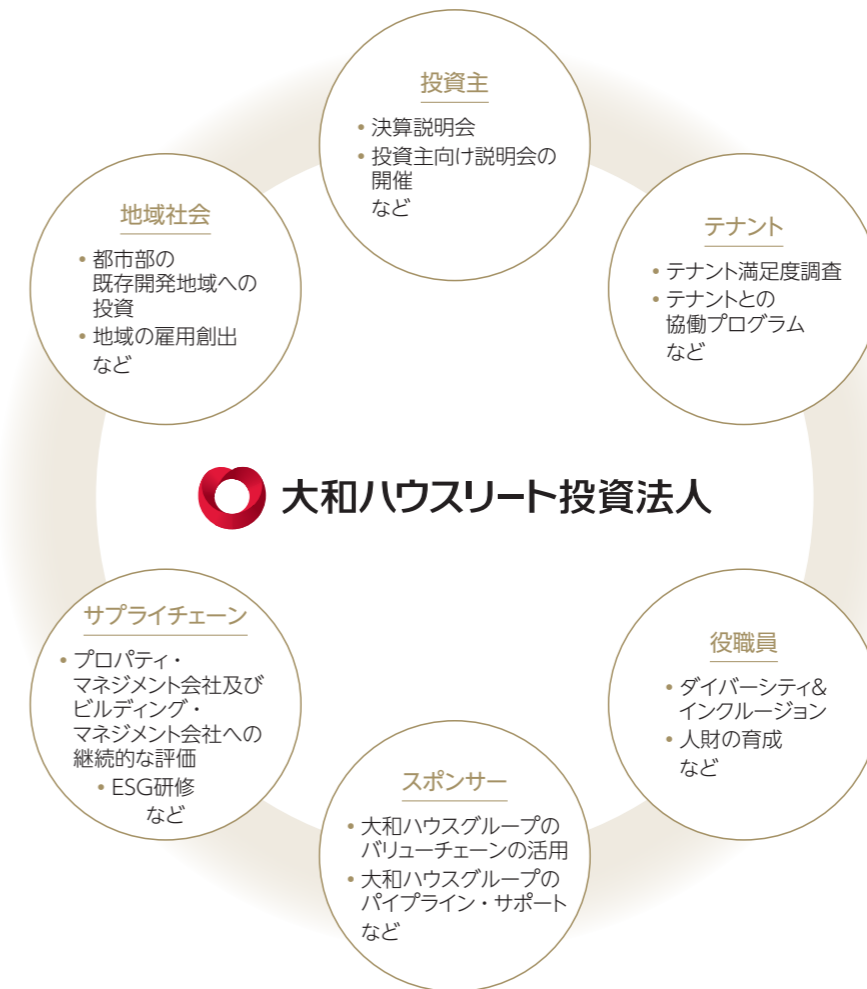 投資主
• 決算説明会
• 投資主向け説明会の
開催
など
地域社会
• 都市部の
既存開発地域への
投資
• 地域の雇用創出
など
テナント
• テナント満足度調査
• テナントとの
協働プログラム
など
大和ハウスリート投資法人
サプライチェーン
• プロパティ・
マネジメント会社及び
ビルディング・
マネジメント会社への
継続的な評価
• ESG研修
など
役職員
• ダイバーシティ&
インクルージョン
• 人財の育成
など
スポンサー
• 大和ハウスグループの
バリューチェーンの活用
• 大和ハウスグループの
パイプライン・サポート
など